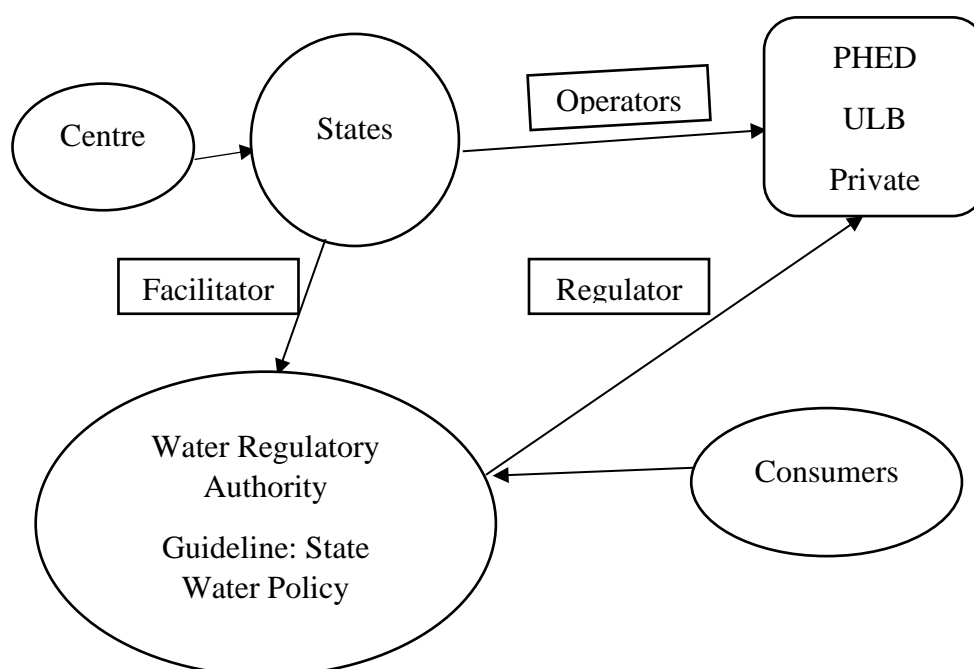 Centre
States
Operators
PHED
ULB
Private
Facilitator
Regulator
Water Regulatory
Authority
Guideline: State
Water Policy
Consumers